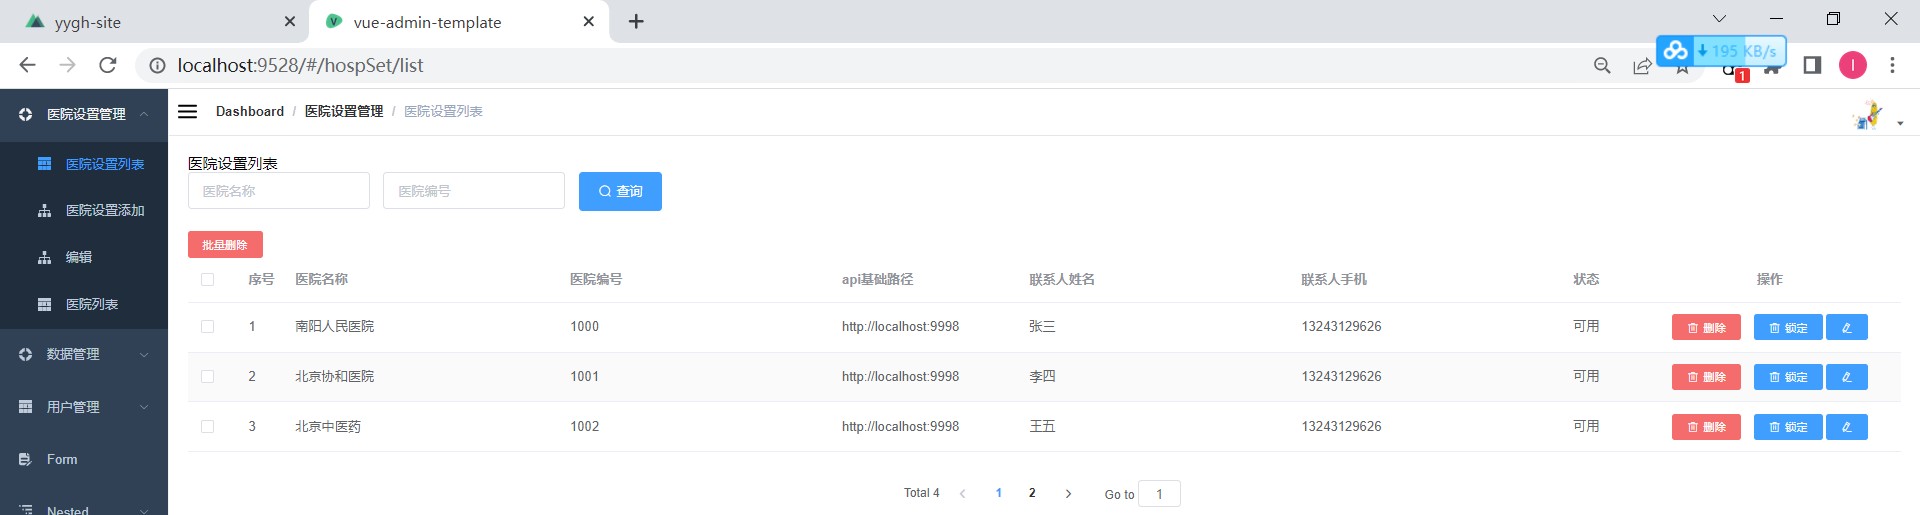 yygh-site
vue-admin-template
195 KB/s
localhost:9528/#/hospSet/list
1
I
医院设置管理
Dashboard / 医院设置管理 / 医院设置列表
医院设置列表
医院设置添加
编辑
医院列表
数据管理
用户管理
Form
Nested
医院设置列表
医院名称 医院编号 查询
批量删除
序号 医院名称 医院编号 api基础路径 联系人姓名 联系人手机 状态 操作
1 南阳人民医院 1000 http://localhost:9998 张三 13243129626 可用 删除 锁定
2 北京协和医院 1001 http://localhost:9998 李四 13243129626 可用 删除 锁定
3 北京中医药 1002 http://localhost:9998 王五 13243129626 可用 删除 锁定
Total 4 1 2 Go to 1